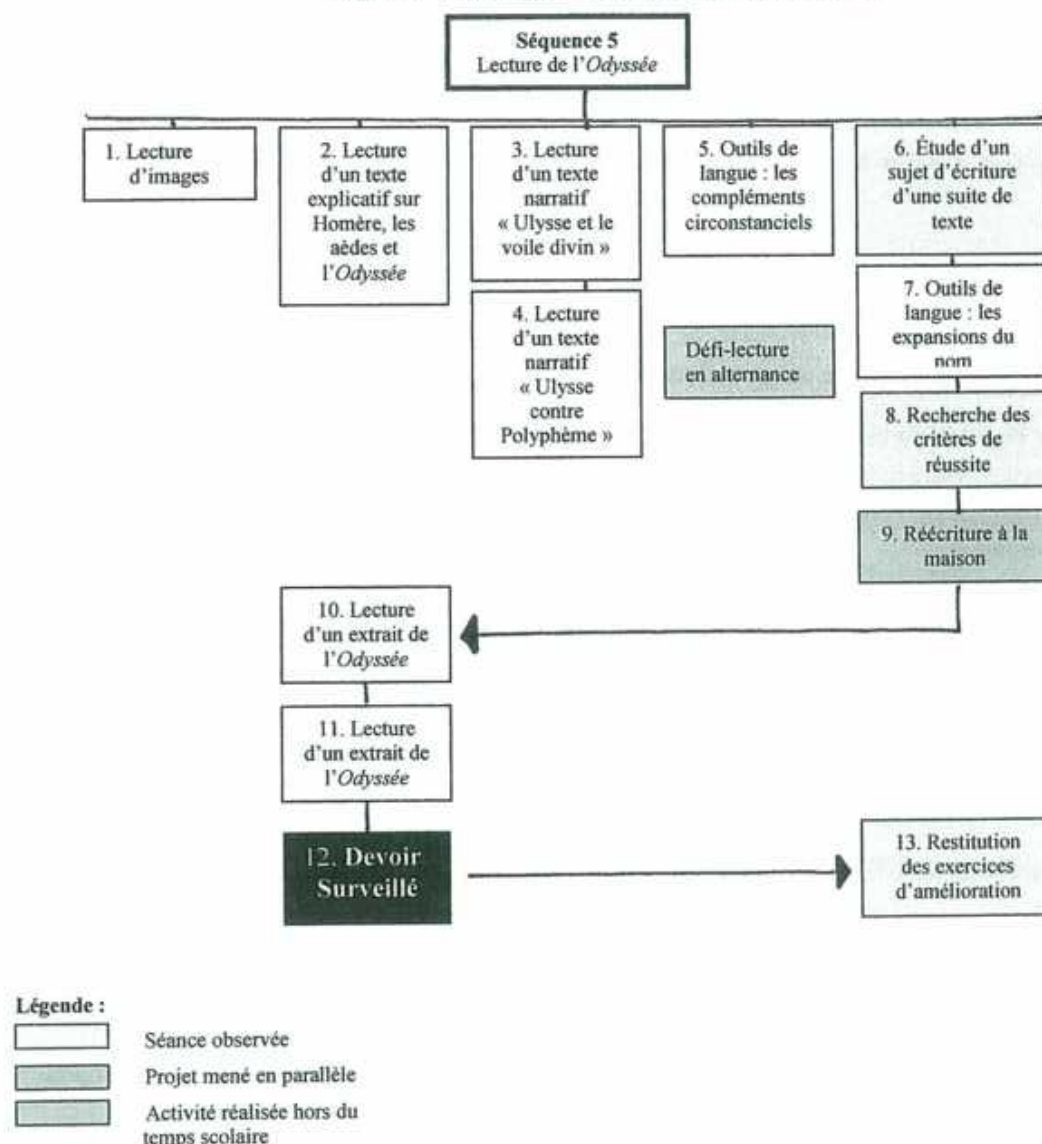 Séquence 5
Lecture de l'Odyssée
1. Lecture
d'images
2. Lecture
d'un texte
explicatif sur
Homère, les
aèdes et
l'Odyssée
3. Lecture
d'un texte
narratif
« Ulysse et le
voile divin »
4. Lecture
d'un texte
narratif
« Ulysse
contre
Polyphème »
5. Outils de
langue : les
compléments
circonstanciels
Défi-lecture
en alternance
6. Étude d'un
sujet d'écriture
d'une suite de
texte
7. Outils de
langue : les
expansions du
nom
8. Recherche des
critères de
réussite
9. Réécriture à la
maison
10. Lecture
d'un extrait de
l'Odyssée
11. Lecture
d'un extrait de
l'Odyssée
12. Devoir
Surveillé
13. Restitution
des exercices
d'amélioration
Légende :
Séance observée
Projet mené en parallèle
Activité réalisée hors du
temps scolaire